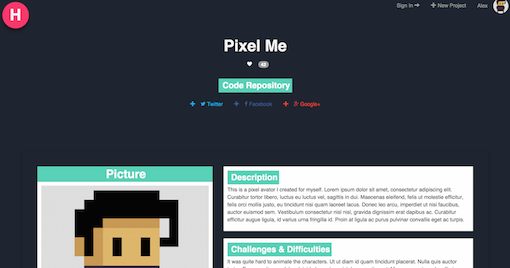 H
Sign In
New Project
Alex
Pixel Me
Code Repository
Twitter
Facebook
Google+
Picture
Description
This is a pixel avator I created for myself. Lorem ipsum dolor sit amet, consectetur adipiscing elit.
Curabitur tortor libero, luctus eu luctus vel, sagittis in dui. Maecenas eleifend, felis ut molestie efficitur,
felis orci mollis justo, eu tincidunt nisi quam laoreet lacus. Donec leo arcu, imperdiet ut nisi faucibus,
auctor euismod sem. Vestibulum consectetur nisl nisl, gravida dignissim erat dapibus ac. Curabitur
efficitur augue ligula, id varius urna fringilla id. Proin at ligula ac purus pulvinar convallis eget ac turpis.
Challenges & Difficulties
It was quite hard to animate the characters. Ut ut diam id quam tincidunt placerat. Nulla quis auctor